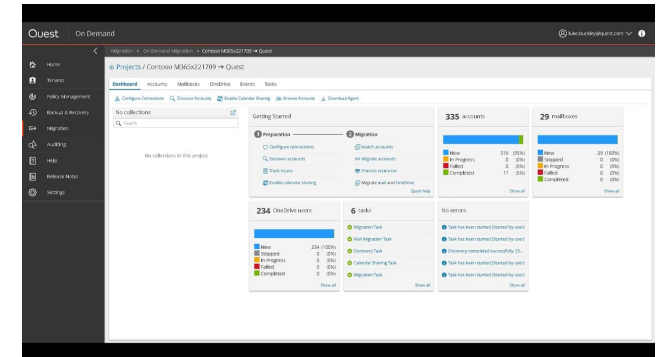 Quest On Demand
luke.buckley@quest.com
Migration • On Demand Migration • Contoso M365x221709 → Quest
Home
Tenants
Policy Management
Backup & Recovery
Migration
Auditing
Help
Release Notes
Settings
Projects / Contoso M365x221709 → Quest
Dashboard Accounts Mailboxes OneDrive Events Tasks
Configure Connections Discover Accounts Enable Calendar Sharing Browse Accounts Download Agent
No collections
Search
No collections in this project
Getting Started
1 Preparation
Configure connections
Discover accounts
Track issues
Enable calendar sharing
2 Migration
Match accounts
Migrate accounts
Process resources
Migrate mail and OneDrive
Quick help
335 accounts
New 318 (95%)
In Progress 0 (0%)
Failed 0 (0%)
Completed 17 (5%)
Show all
29 mailboxes
New 29 (100%)
Stopped 0 (0%)
In Progress 0 (0%)
Failed 0 (0%)
Completed 0 (0%)
Show all
234 OneDrive users
New 234 (100%)
Stopped 0 (0%)
In Progress 0 (0%)
Failed 0 (0%)
Completed 0 (0%)
Show all
6 tasks
Migration Task
Mail Migration Task
Discovery Task
Calendar Sharing Task
Migration Task
Show all
No errors
Task has been started (Started by user)
Task has been started (Started by user)
Discovery completed successfully. 30...
Task has been started (Started by user)
Task has been started (Started by user)
Show all